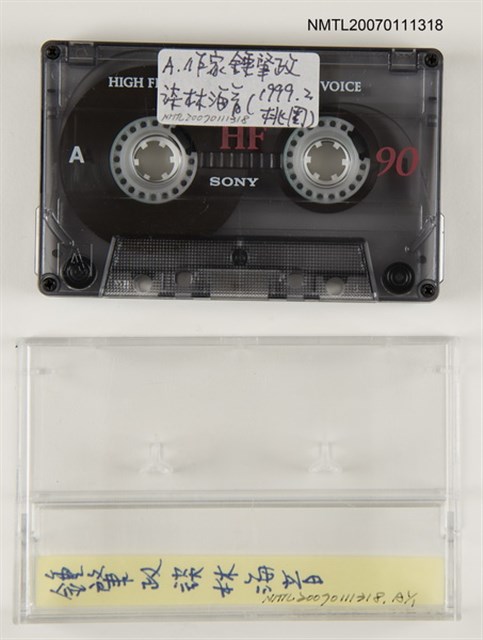 NMTL20070111318
A.作家鍾肇政
談林海音(1999.2
桃園)
NMTL20070111318
HIGH F
VOICE
A
HF
90
SONY
鍾肇政談林海音
NMTL20070111318